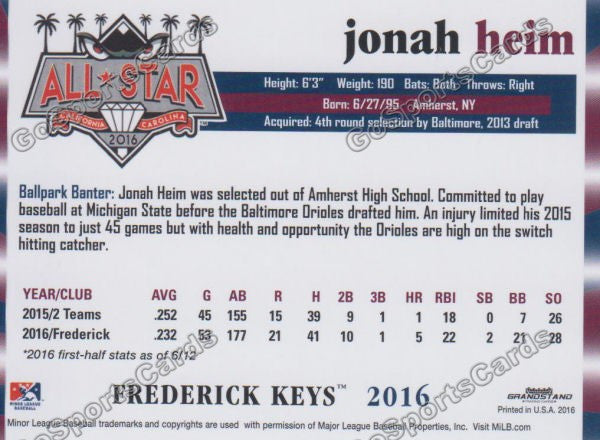 jonah heim
ALL★STAR
CALIFORNIA CAROLINA
2016
Height: 6'3" Weight: 190 Bats: Both Throws: Right
Born: 6/27/95 Amherst, NY
Acquired: 4th round selection by Baltimore, 2013 draft
Ballpark Banter: Jonah Heim was selected out of Amherst High School. Committed to play
baseball at Michigan State before the Baltimore Orioles drafted him. An injury limited his 2015
season to just 45 games but with health and opportunity the Orioles are high on the switch
hitting catcher.
YEAR/CLUB AVG G AB R H 2B 3B HR RBI SB BB SO
2015/2 Teams .252 45 155 15 39 9 1 1 18 0 7 26
2016/Frederick .232 53 177 21 41 10 1 5 22 2 21 28
*2016 first-half stats as of 6/12
MINOR LEAGUE
BASEBALL
FREDERICK KEYS™ 2016
GRANDSTAND
Printed in U.S.A. 2016
Minor League Baseball trademarks and copyrights are used with permission of Major League Baseball Properties, Inc. Visit MiLB.com
GoSportsCards